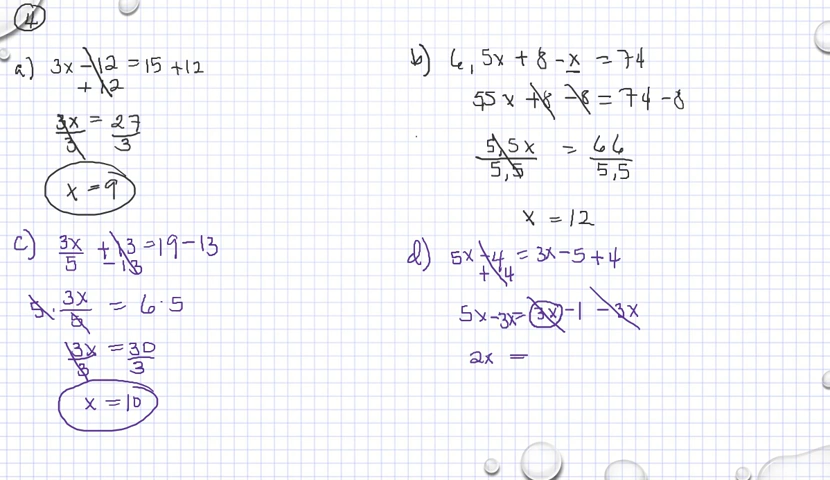 4
a) 3x - 12 = 15 + 12
+ 12
3x/3 = 27/3
x = 9
b) 6,5x + 8 - x = 74
55x + 8 - 8 = 74 - 8
5,5x/5,5 = 66/5,5
x = 12
c) 3x/5 + 13 = 19 - 13
- 13
5 · 3x/5 = 6 · 5
3x/3 = 30/3
x = 10
d) 5x - 4 = 3x - 5 + 4
+ 4
5x - 3x = 3x - 1 - 3x
2x =